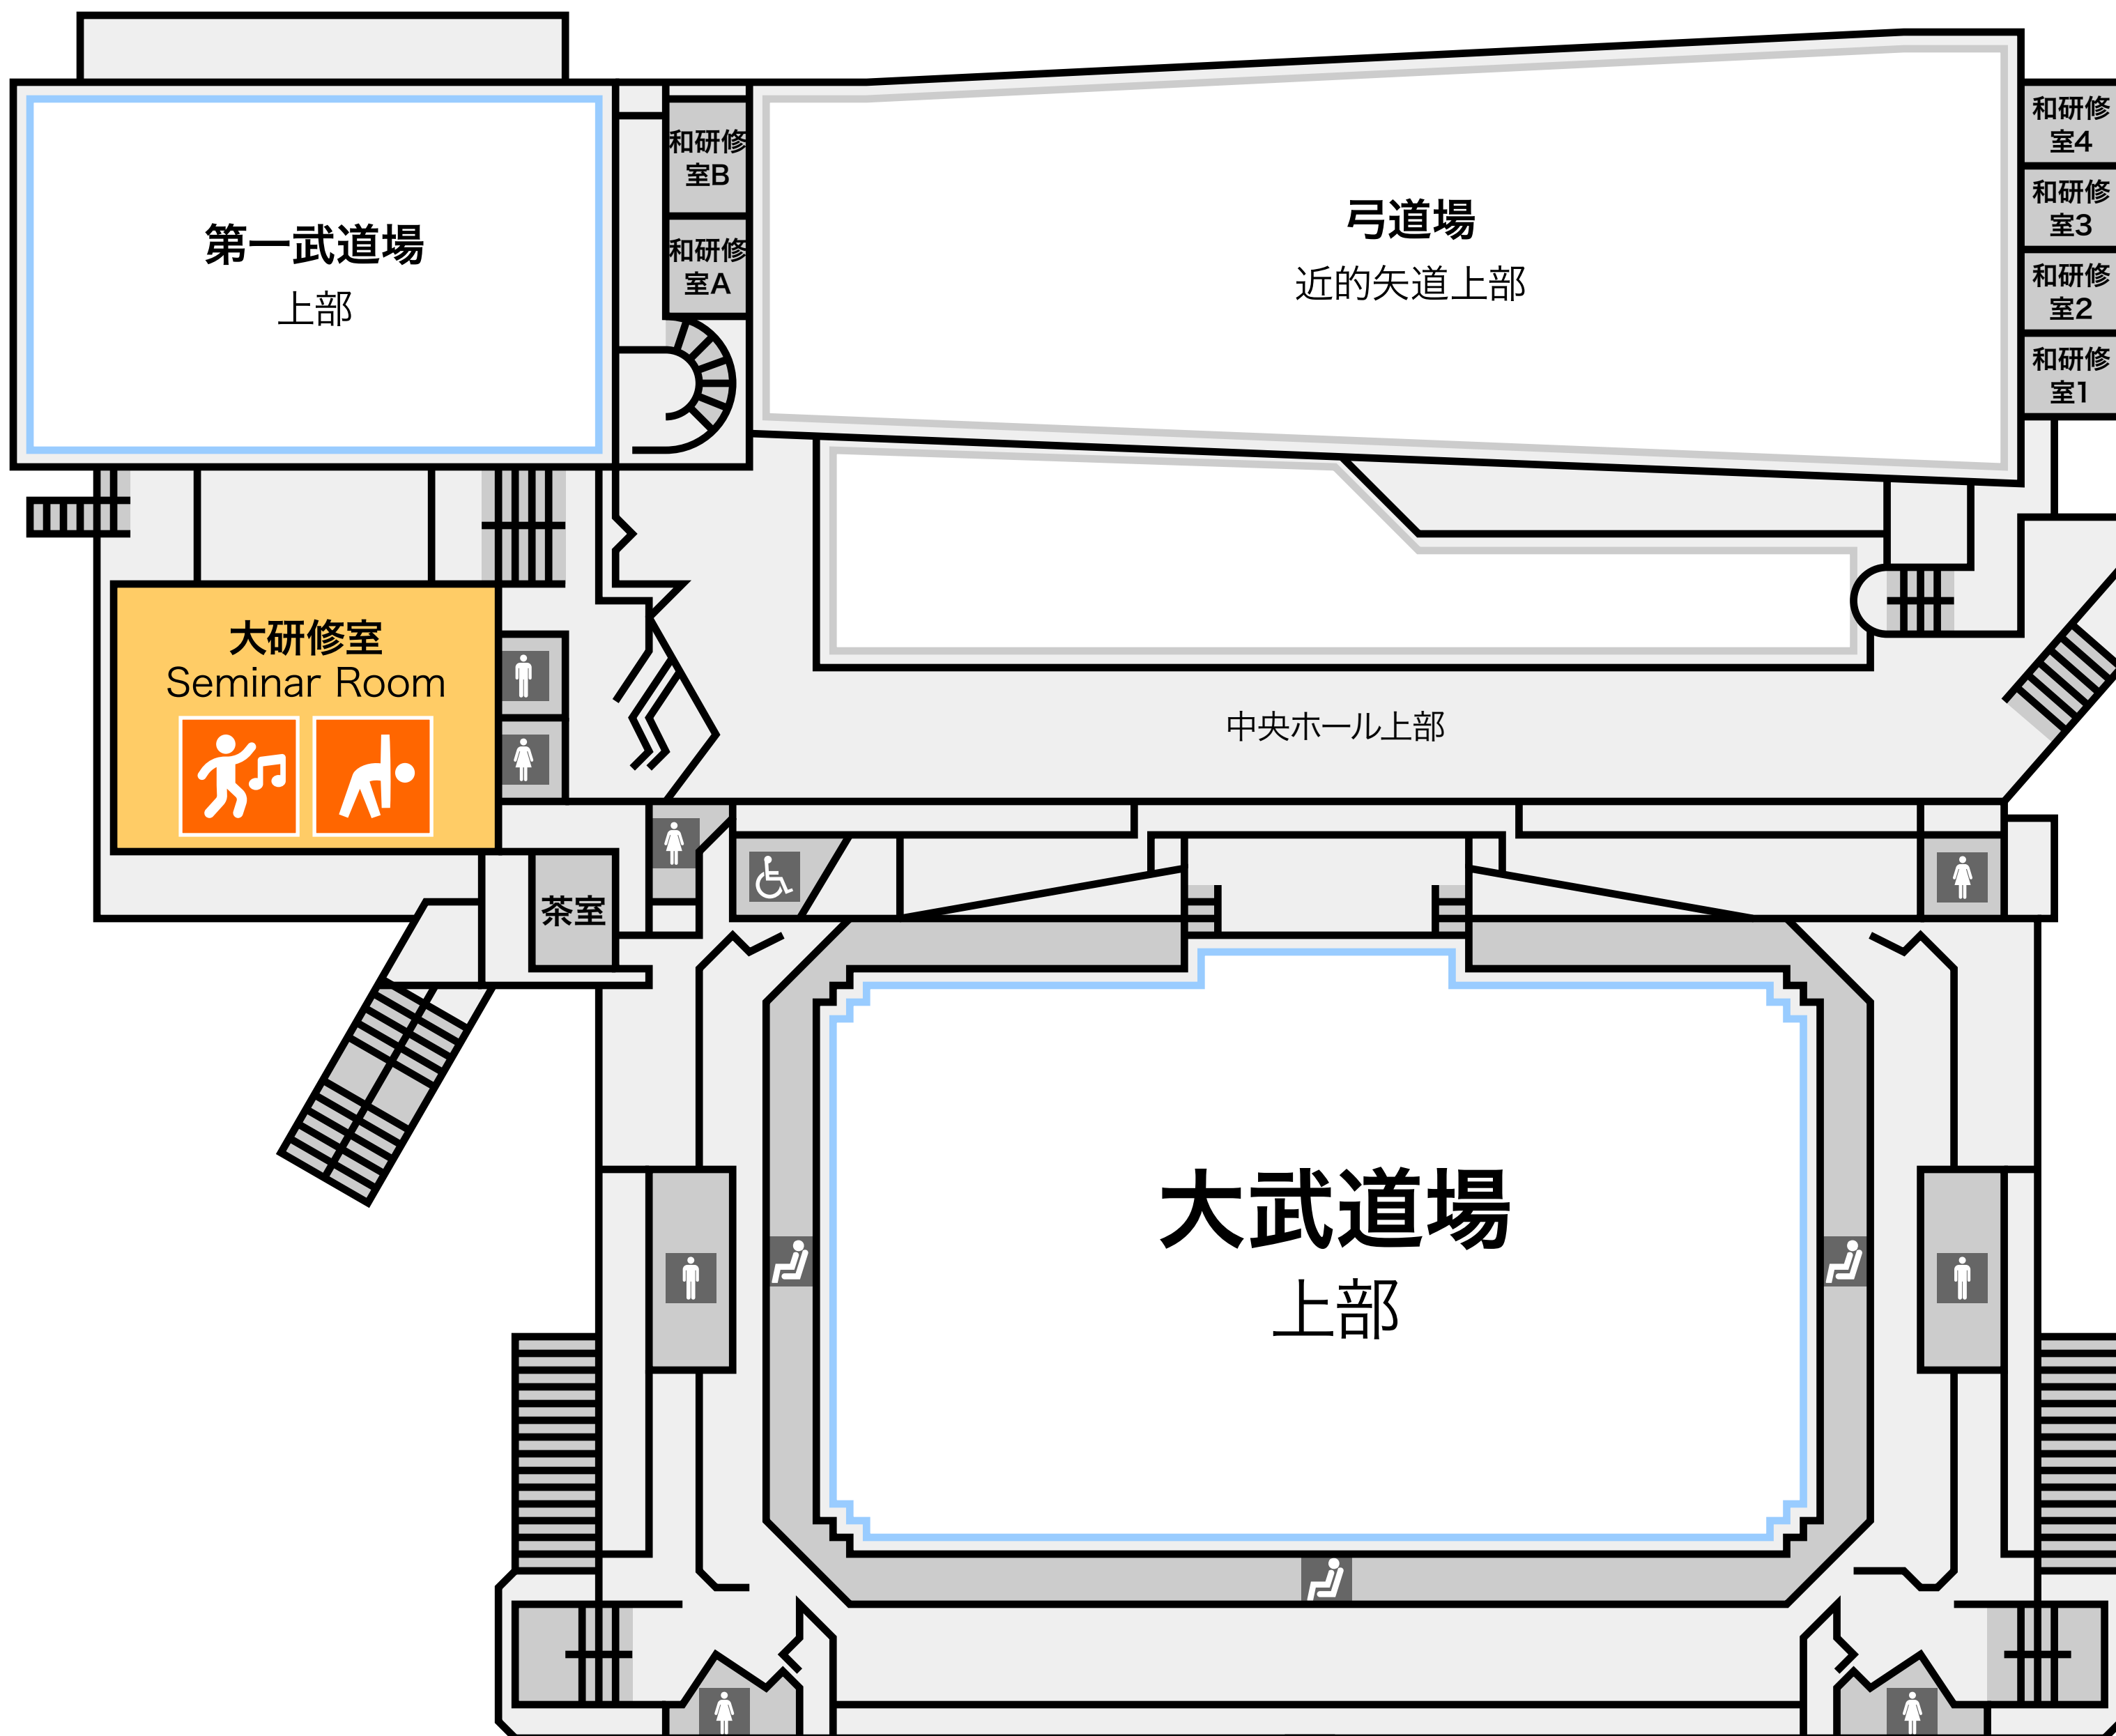 第一武道場
上部
和研修
室B
和研修
室A
弓道場
近的矢道上部
和研修
室4
和研修
室3
和研修
室2
和研修
室1
大研修室
Seminar Room
中央ホール上部
茶室
大武道場
上部